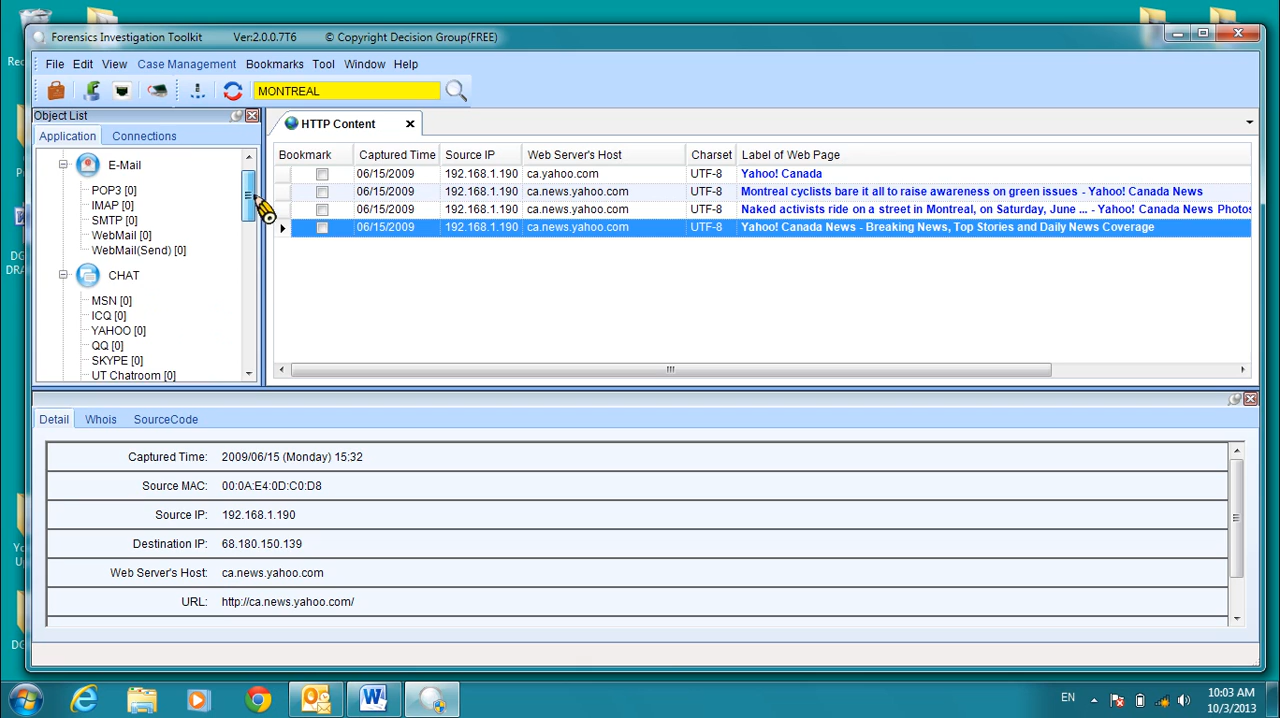 Forensics Investigation Toolkit Ver:2.0.0.7T6 © Copyright Decision Group(FREE)
File Edit View Case Management Bookmarks Tool Window Help
MONTREAL
Object List
Application Connections
E-Mail
POP3 [0]
IMAP [0]
SMTP [0]
WebMail [0]
WebMail(Send) [0]
CHAT
MSN [0]
ICQ [0]
YAHOO [0]
QQ [0]
SKYPE [0]
UT Chatroom [0]
HTTP Content
Bookmark Captured Time Source IP Web Server's Host Charset Label of Web Page
06/15/2009 192.168.1.190 ca.yahoo.com UTF-8 Yahoo! Canada
06/15/2009 192.168.1.190 ca.news.yahoo.com UTF-8 Montreal cyclists bare it all to raise awareness on green issues - Yahoo! Canada News
06/15/2009 192.168.1.190 ca.news.yahoo.com UTF-8 Naked activists ride on a street in Montreal, on Saturday, June ... - Yahoo! Canada News Photos
06/15/2009 192.168.1.190 ca.news.yahoo.com UTF-8 Yahoo! Canada News - Breaking News, Top Stories and Daily News Coverage
Detail Whois SourceCode
Captured Time: 2009/06/15 (Monday) 15:32
Source MAC: 00:0A:E4:0D:C0:D8
Source IP: 192.168.1.190
Destination IP: 68.180.150.139
Web Server's Host: ca.news.yahoo.com
URL: http://ca.news.yahoo.com/
EN
10:03 AM
10/3/2013